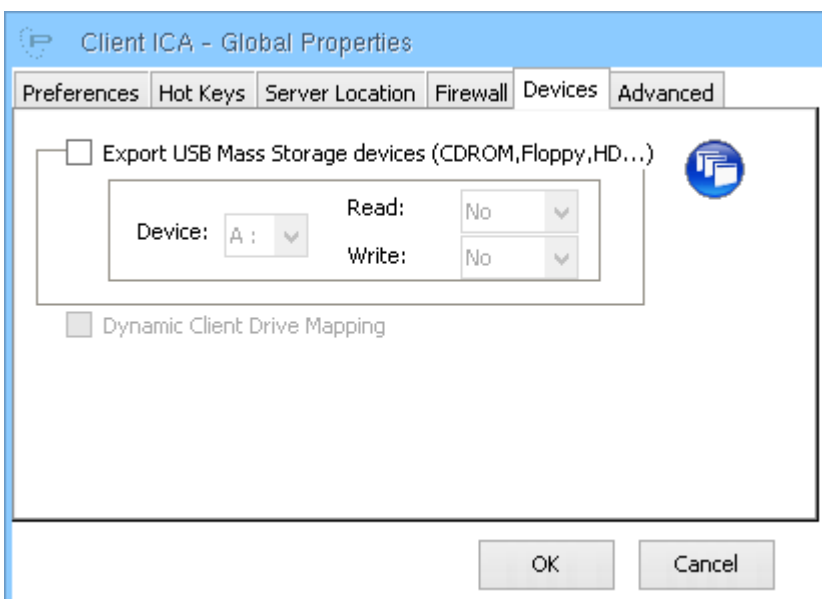 Client ICA - Global Properties
Preferences Hot Keys Server Location Firewall Devices Advanced
Export USB Mass Storage devices (CDROM,Floppy,HD...)
Device: A : Read: No
Write: No
Dynamic Client Drive Mapping
OK Cancel